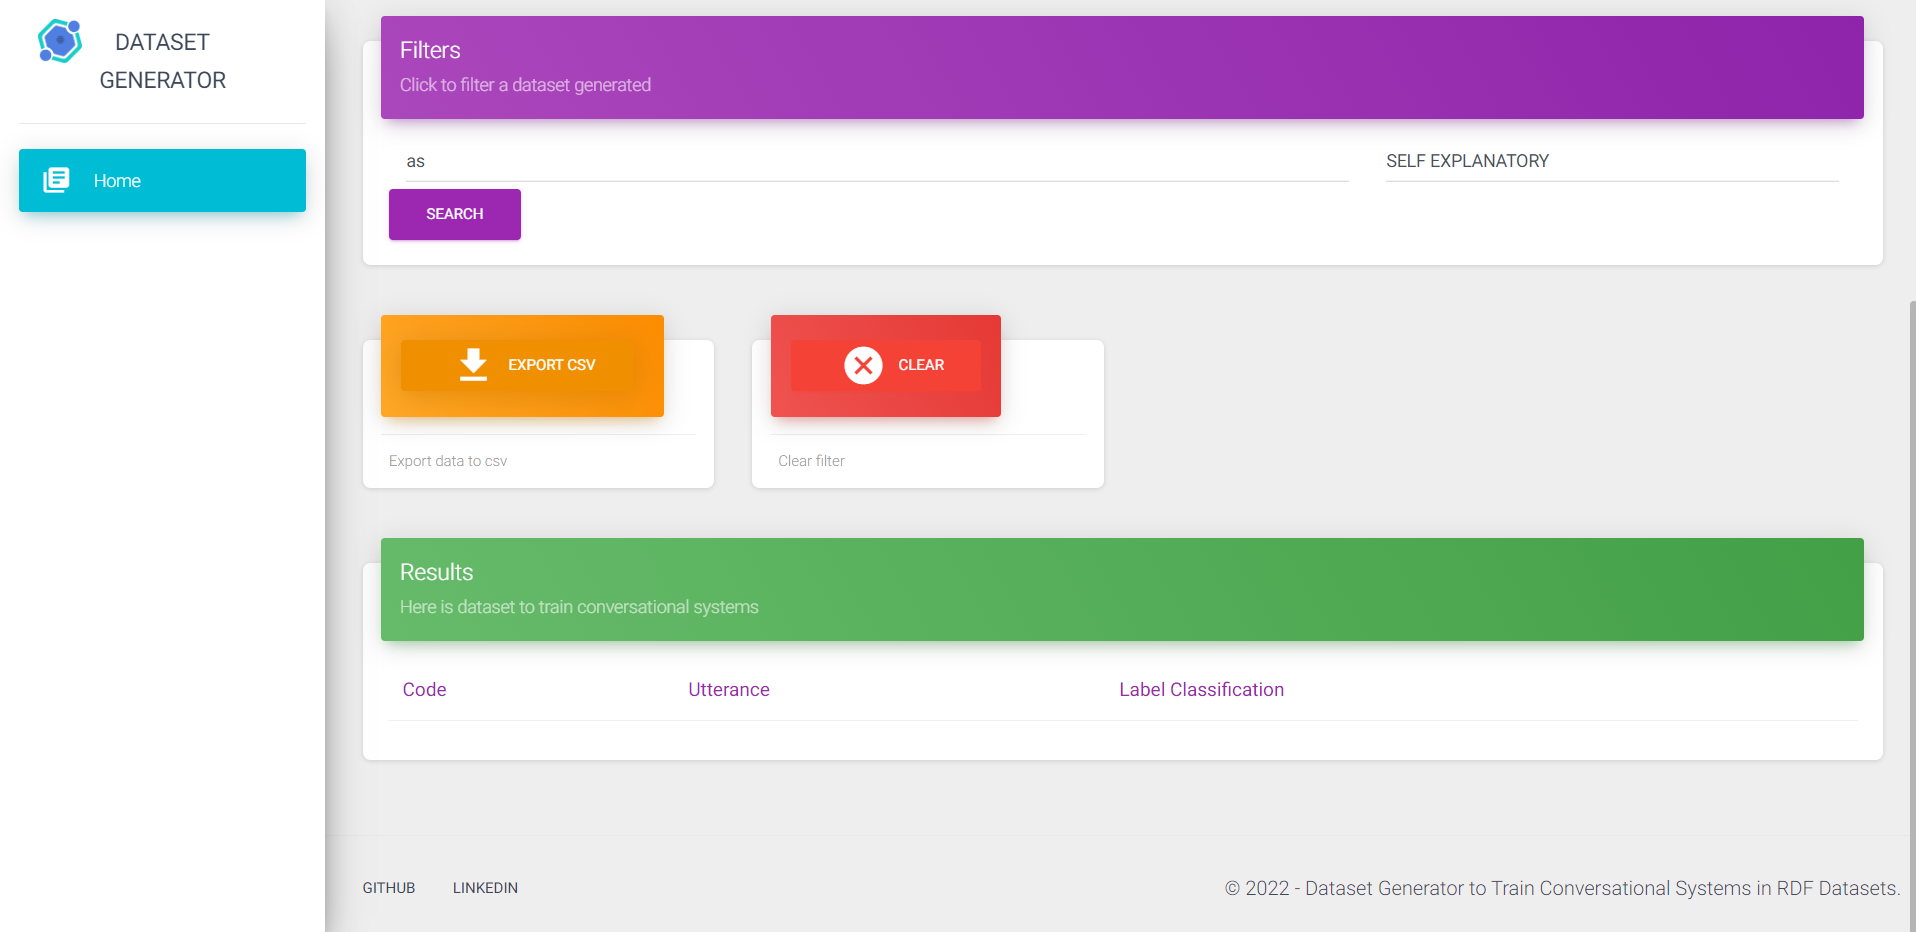 DATASET
GENERATOR
Home
Filters
Click to filter a dataset generated
as
SELF EXPLANATORY
SEARCH
EXPORT CSV
Export data to csv
CLEAR
Clear filter
Results
Here is dataset to train conversational systems
Code Utterance Label Classification
GITHUB LINKEDIN © 2022 - Dataset Generator to Train Conversational Systems in RDF Datasets.